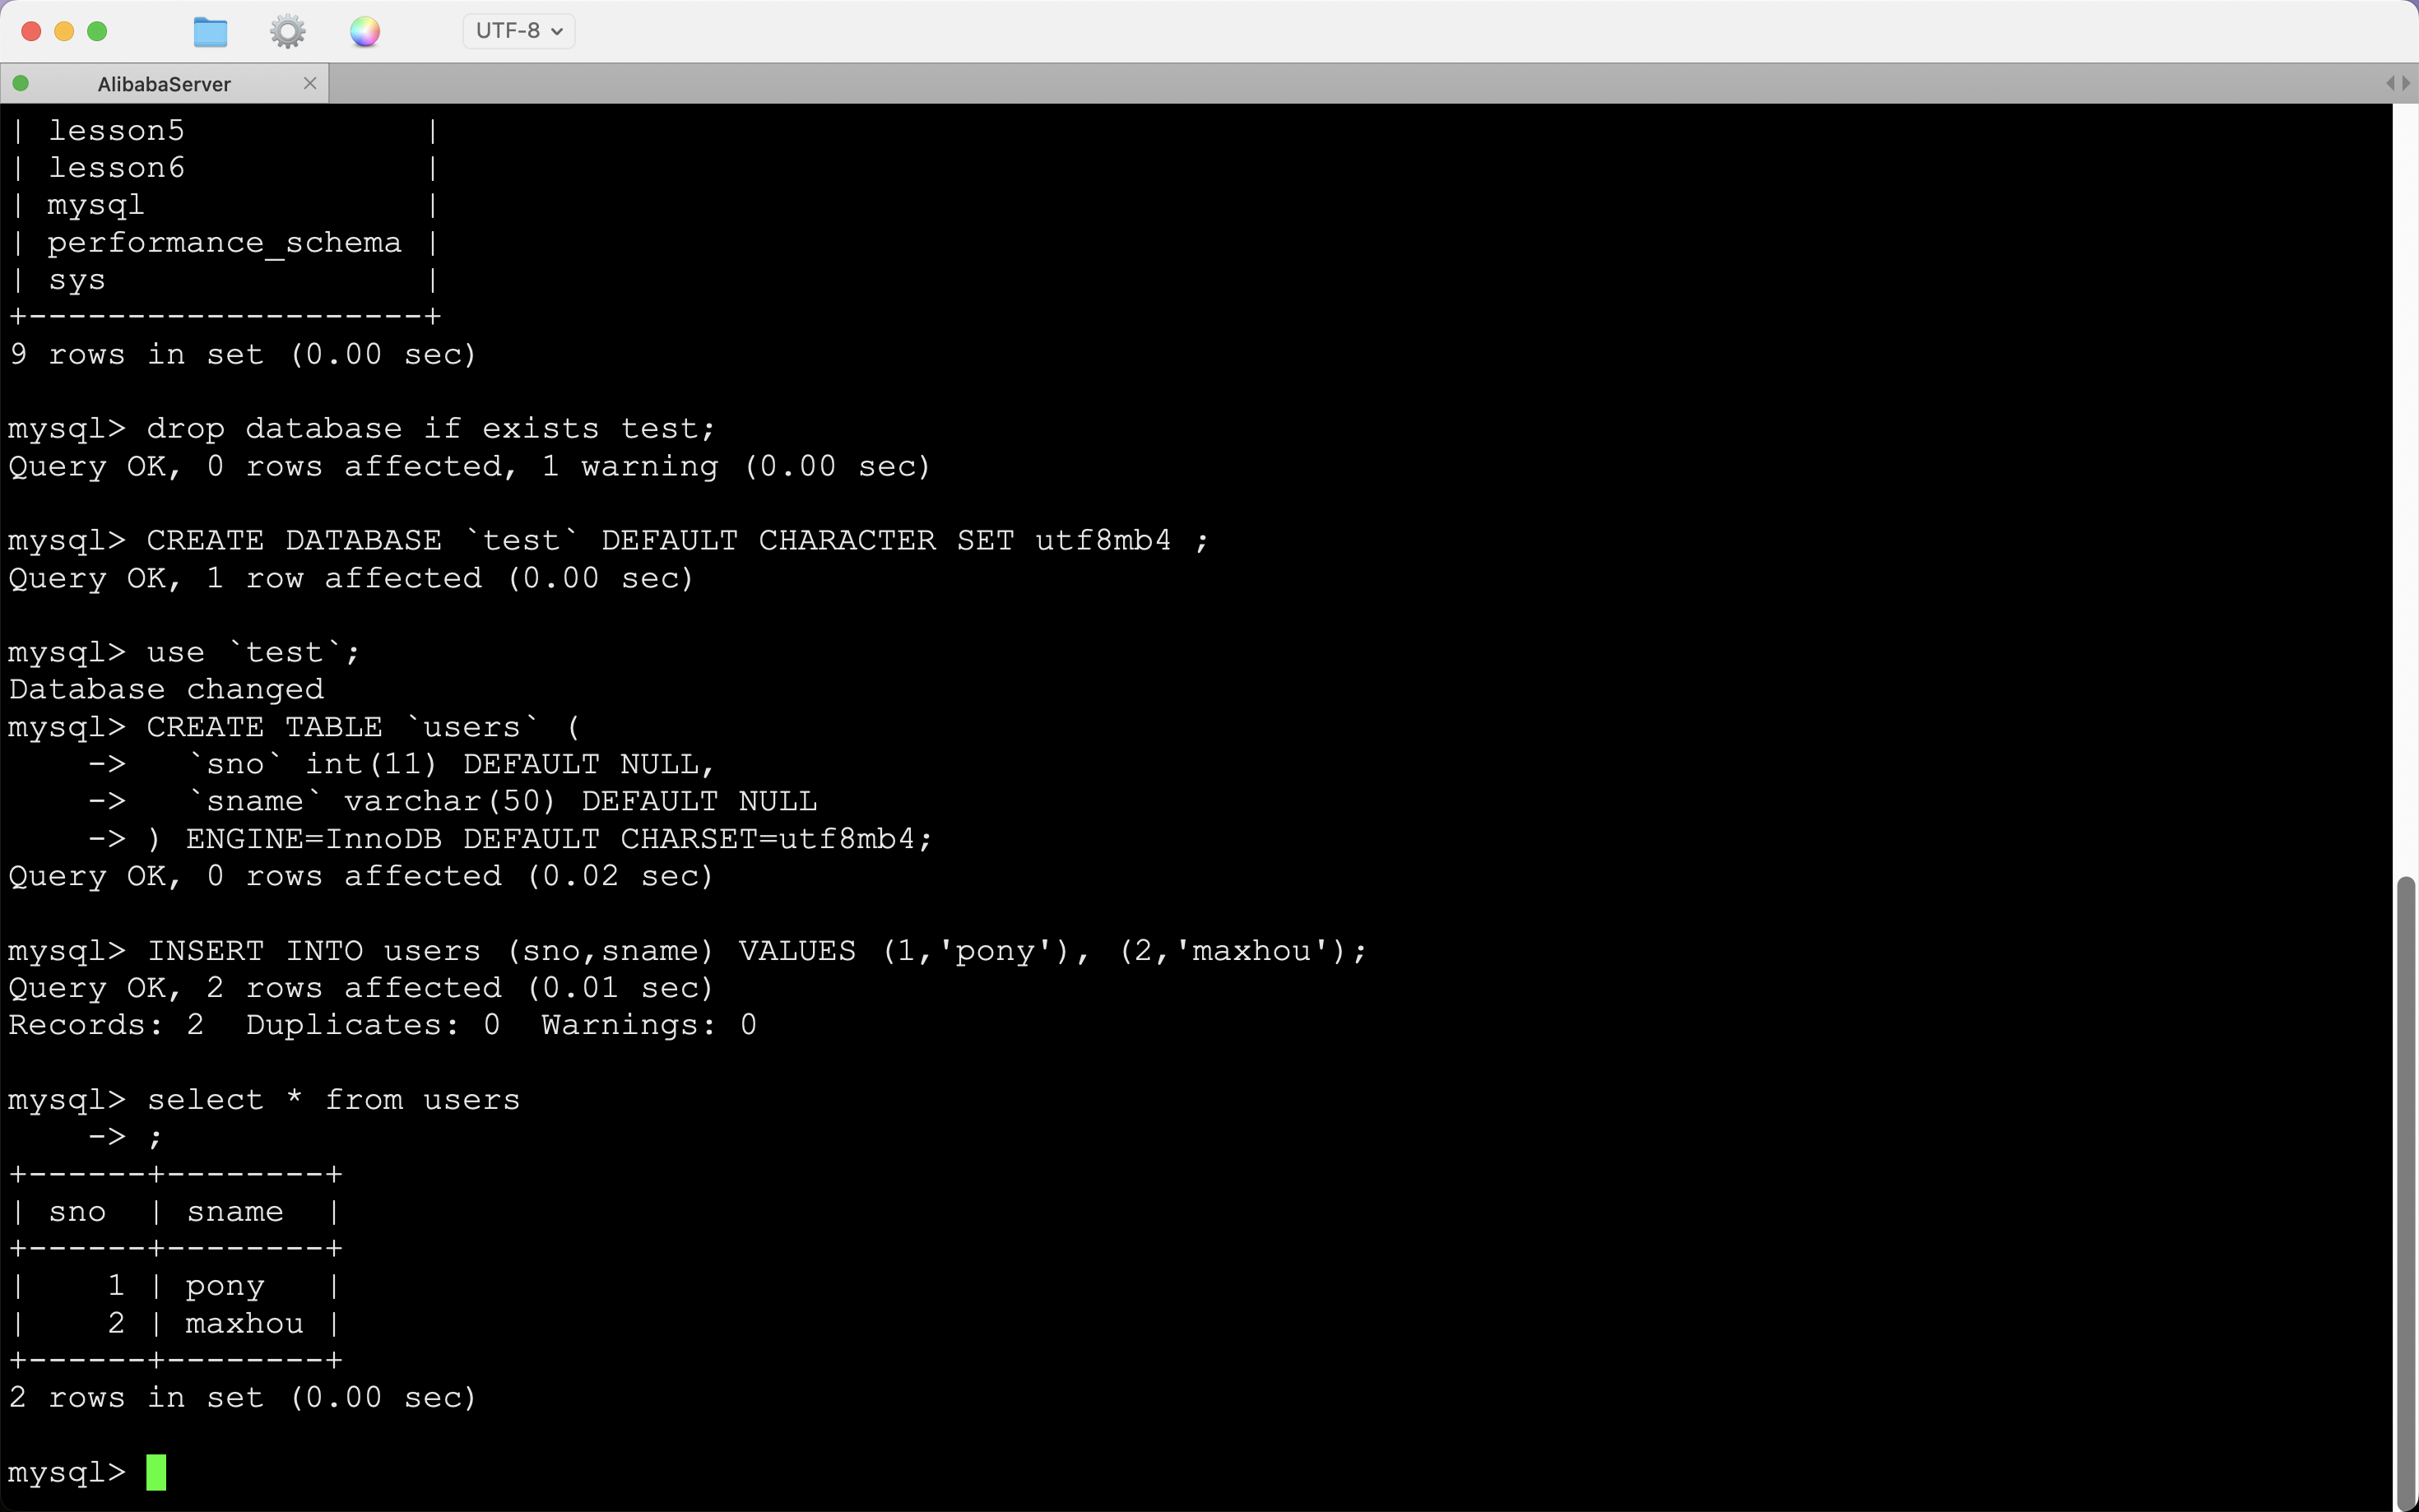 UTF-8
AlibabaServer
| lesson5            |
| lesson6            |
| mysql              |
| performance_schema |
| sys                |
+--------------------+
9 rows in set (0.00 sec)
mysql> drop database if exists test;
Query OK, 0 rows affected, 1 warning (0.00 sec)
mysql> CREATE DATABASE `test` DEFAULT CHARACTER SET utf8mb4 ;
Query OK, 1 row affected (0.00 sec)
mysql> use `test`;
Database changed
mysql> CREATE TABLE `users` (
    ->   `sno` int(11) DEFAULT NULL,
    ->   `sname` varchar(50) DEFAULT NULL
    -> ) ENGINE=InnoDB DEFAULT CHARSET=utf8mb4;
Query OK, 0 rows affected (0.02 sec)
mysql> INSERT INTO users (sno,sname) VALUES (1,'pony'), (2,'maxhou');
Query OK, 2 rows affected (0.01 sec)
Records: 2  Duplicates: 0  Warnings: 0
mysql> select * from users
    -> ;
+------+--------+
| sno  | sname  |
+------+--------+
|    1 | pony   |
|    2 | maxhou |
+------+--------+
2 rows in set (0.00 sec)
mysql>